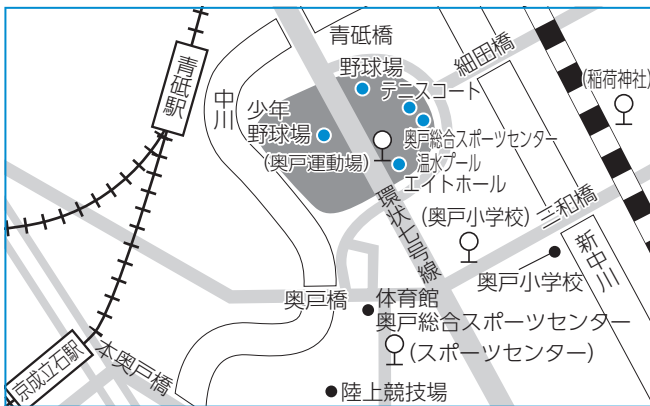 青砥橋
細田橋
青砥駅
中川
野球場
テニスコート
(稲荷神社)
少年
野球場
奥戸総合スポーツセンター
(奥戸運動場)
温水プール
エイトホール
環状七号線
(奥戸小学校)
三和橋
新中川
奥戸小学校
奥戸橋
体育館
奥戸総合スポーツセンター
(スポーツセンター)
本奥戸橋
京成立石駅
陸上競技場